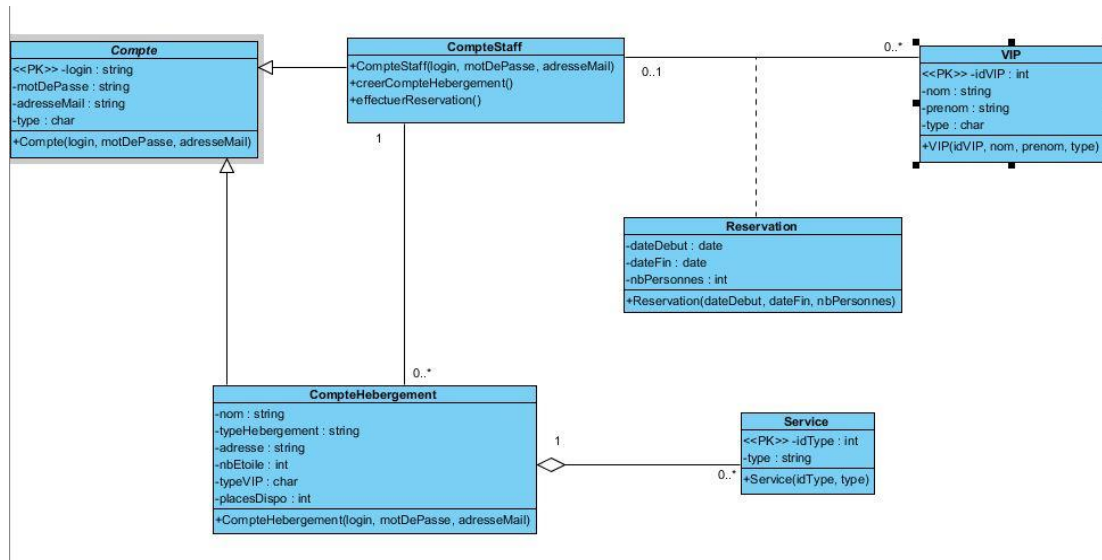 Compte
<<PK>> -login : string
-motDePasse : string
-adresseMail : string
-type : char
+Compte(login, motDePasse, adresseMail)
CompteStaff
+CompteStaff(login, motDePasse, adresseMail)
+creerCompteHebergement()
+effectuerReservation()
0..1
0..*
VIP
<<PK>> -idVIP : int
-nom : string
-prenom : string
-type : char
+VIP(idVIP, nom, prenom, type)
1
Reservation
-dateDebut : date
-dateFin : date
-nbPersonnes : int
+Reservation(dateDebut, dateFin, nbPersonnes)
0..*
CompteHebergement
-nom : string
-typeHebergement : string
-adresse : string
-nbEtoile : int
-typeVIP : char
-placesDispo : int
+CompteHebergement(login, motDePasse, adresseMail)
1
0..*
Service
<<PK>> -idType : int
-type : string
+Service(idType, type)